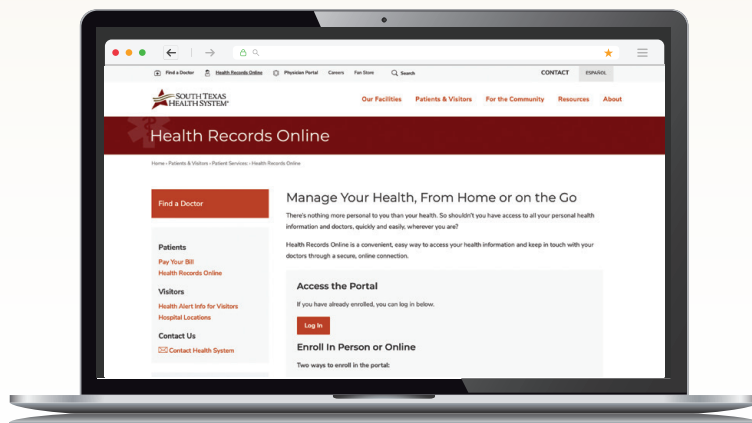 Find a Doctor Health Records Online Physician Portal Careers Fan Store Search CONTACT ESPAÑOL
SOUTH TEXAS
HEALTH SYSTEM®
Our Facilities Patients & Visitors For the Community Resources About
Health Records Online
Home › Patients & Visitors › Patient Services › Health Records Online
Find a Doctor
Patients
Pay Your Bill
Health Records Online
Visitors
Health Alert Info for Visitors
Hospital Locations
Contact Us
Contact Health System
Manage Your Health, From Home or on the Go
There's nothing more personal to you than your health. So shouldn't you have access to all your personal health
information and doctors, quickly and easily, wherever you are?
Health Records Online is a convenient, easy way to access your health information and keep in touch with your
doctors through a secure, online connection.
Access the Portal
If you have already enrolled, you can log in below.
Log In
Enroll In Person or Online
Two ways to enroll in the portal: